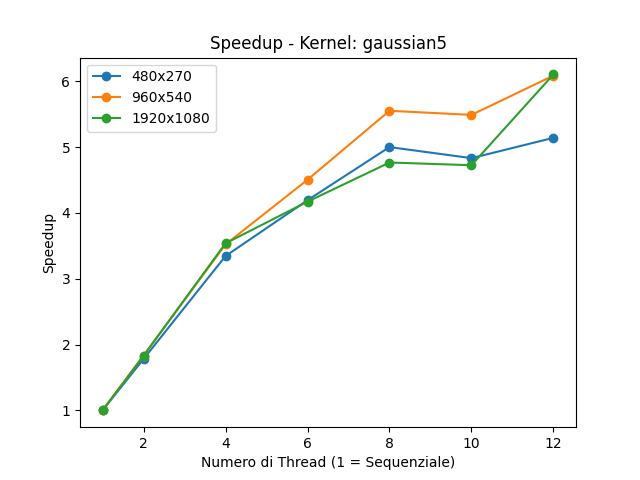 Speedup - Kernel: gaussian5
480x270
960x540
1920x1080
6
5
4
3
2
1
Speedup
2 4 6 8 10 12
Numero di Thread (1 = Sequenziale)